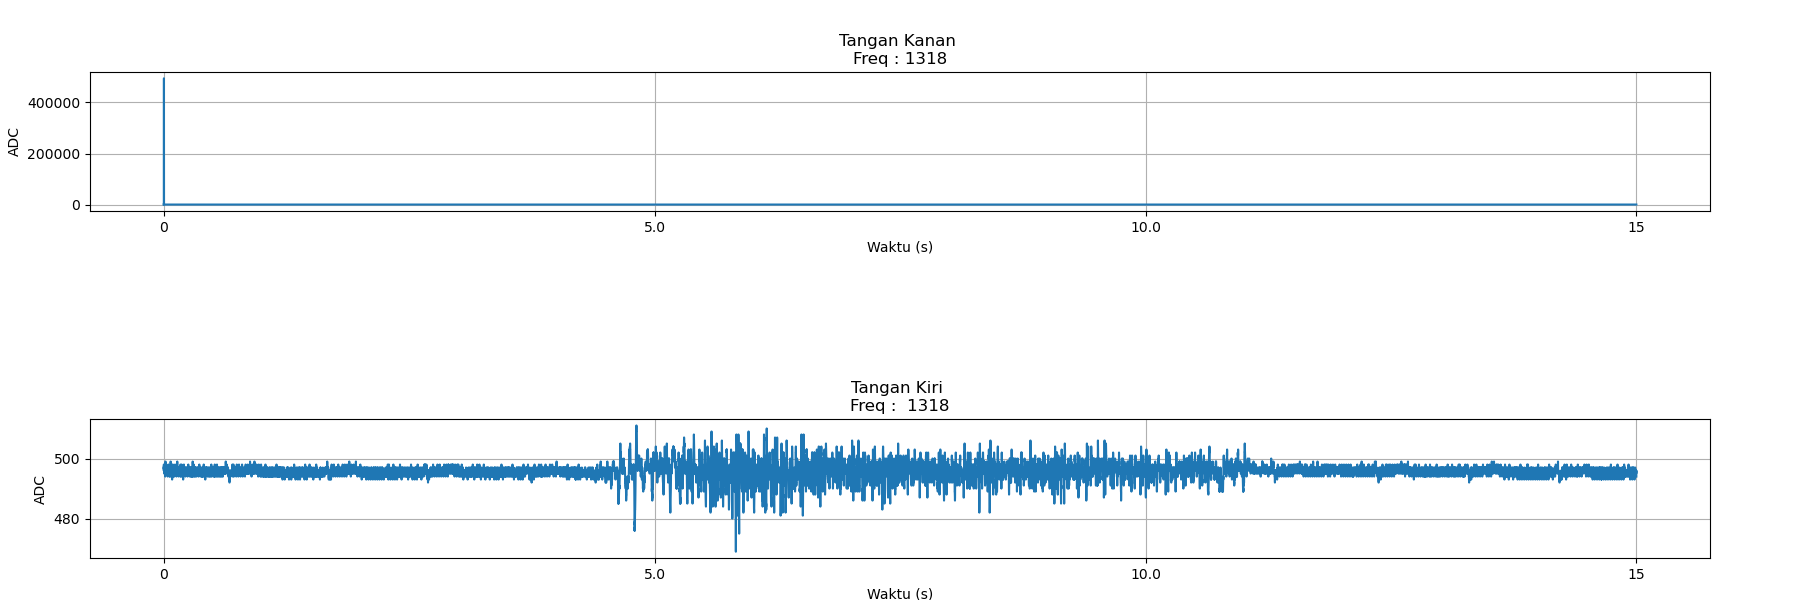 Tangan Kanan
Freq : 1318
ADC
400000
200000
0
0 5.0 10.0 15
Waktu (s)
Tangan Kiri
Freq :  1318
ADC
500
480
0 5.0 10.0 15
Waktu (s)